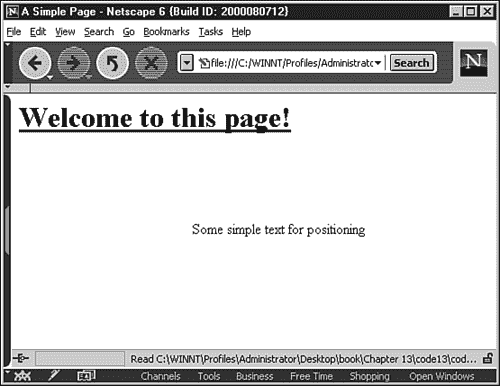 A Simple Page - Netscape 6 {Build ID: 2000080712}
File Edit View Search Go Bookmarks Tasks Help
file:///C:/WINNT/Profiles/Administratc Search
N
Welcome to this page!
Some simple text for positioning
Read C:\WINNT\Profiles\Administrator\Desktop\book\Chapter 13\code13\cod...
Channels Tools Business Free Time Shopping Open Windows